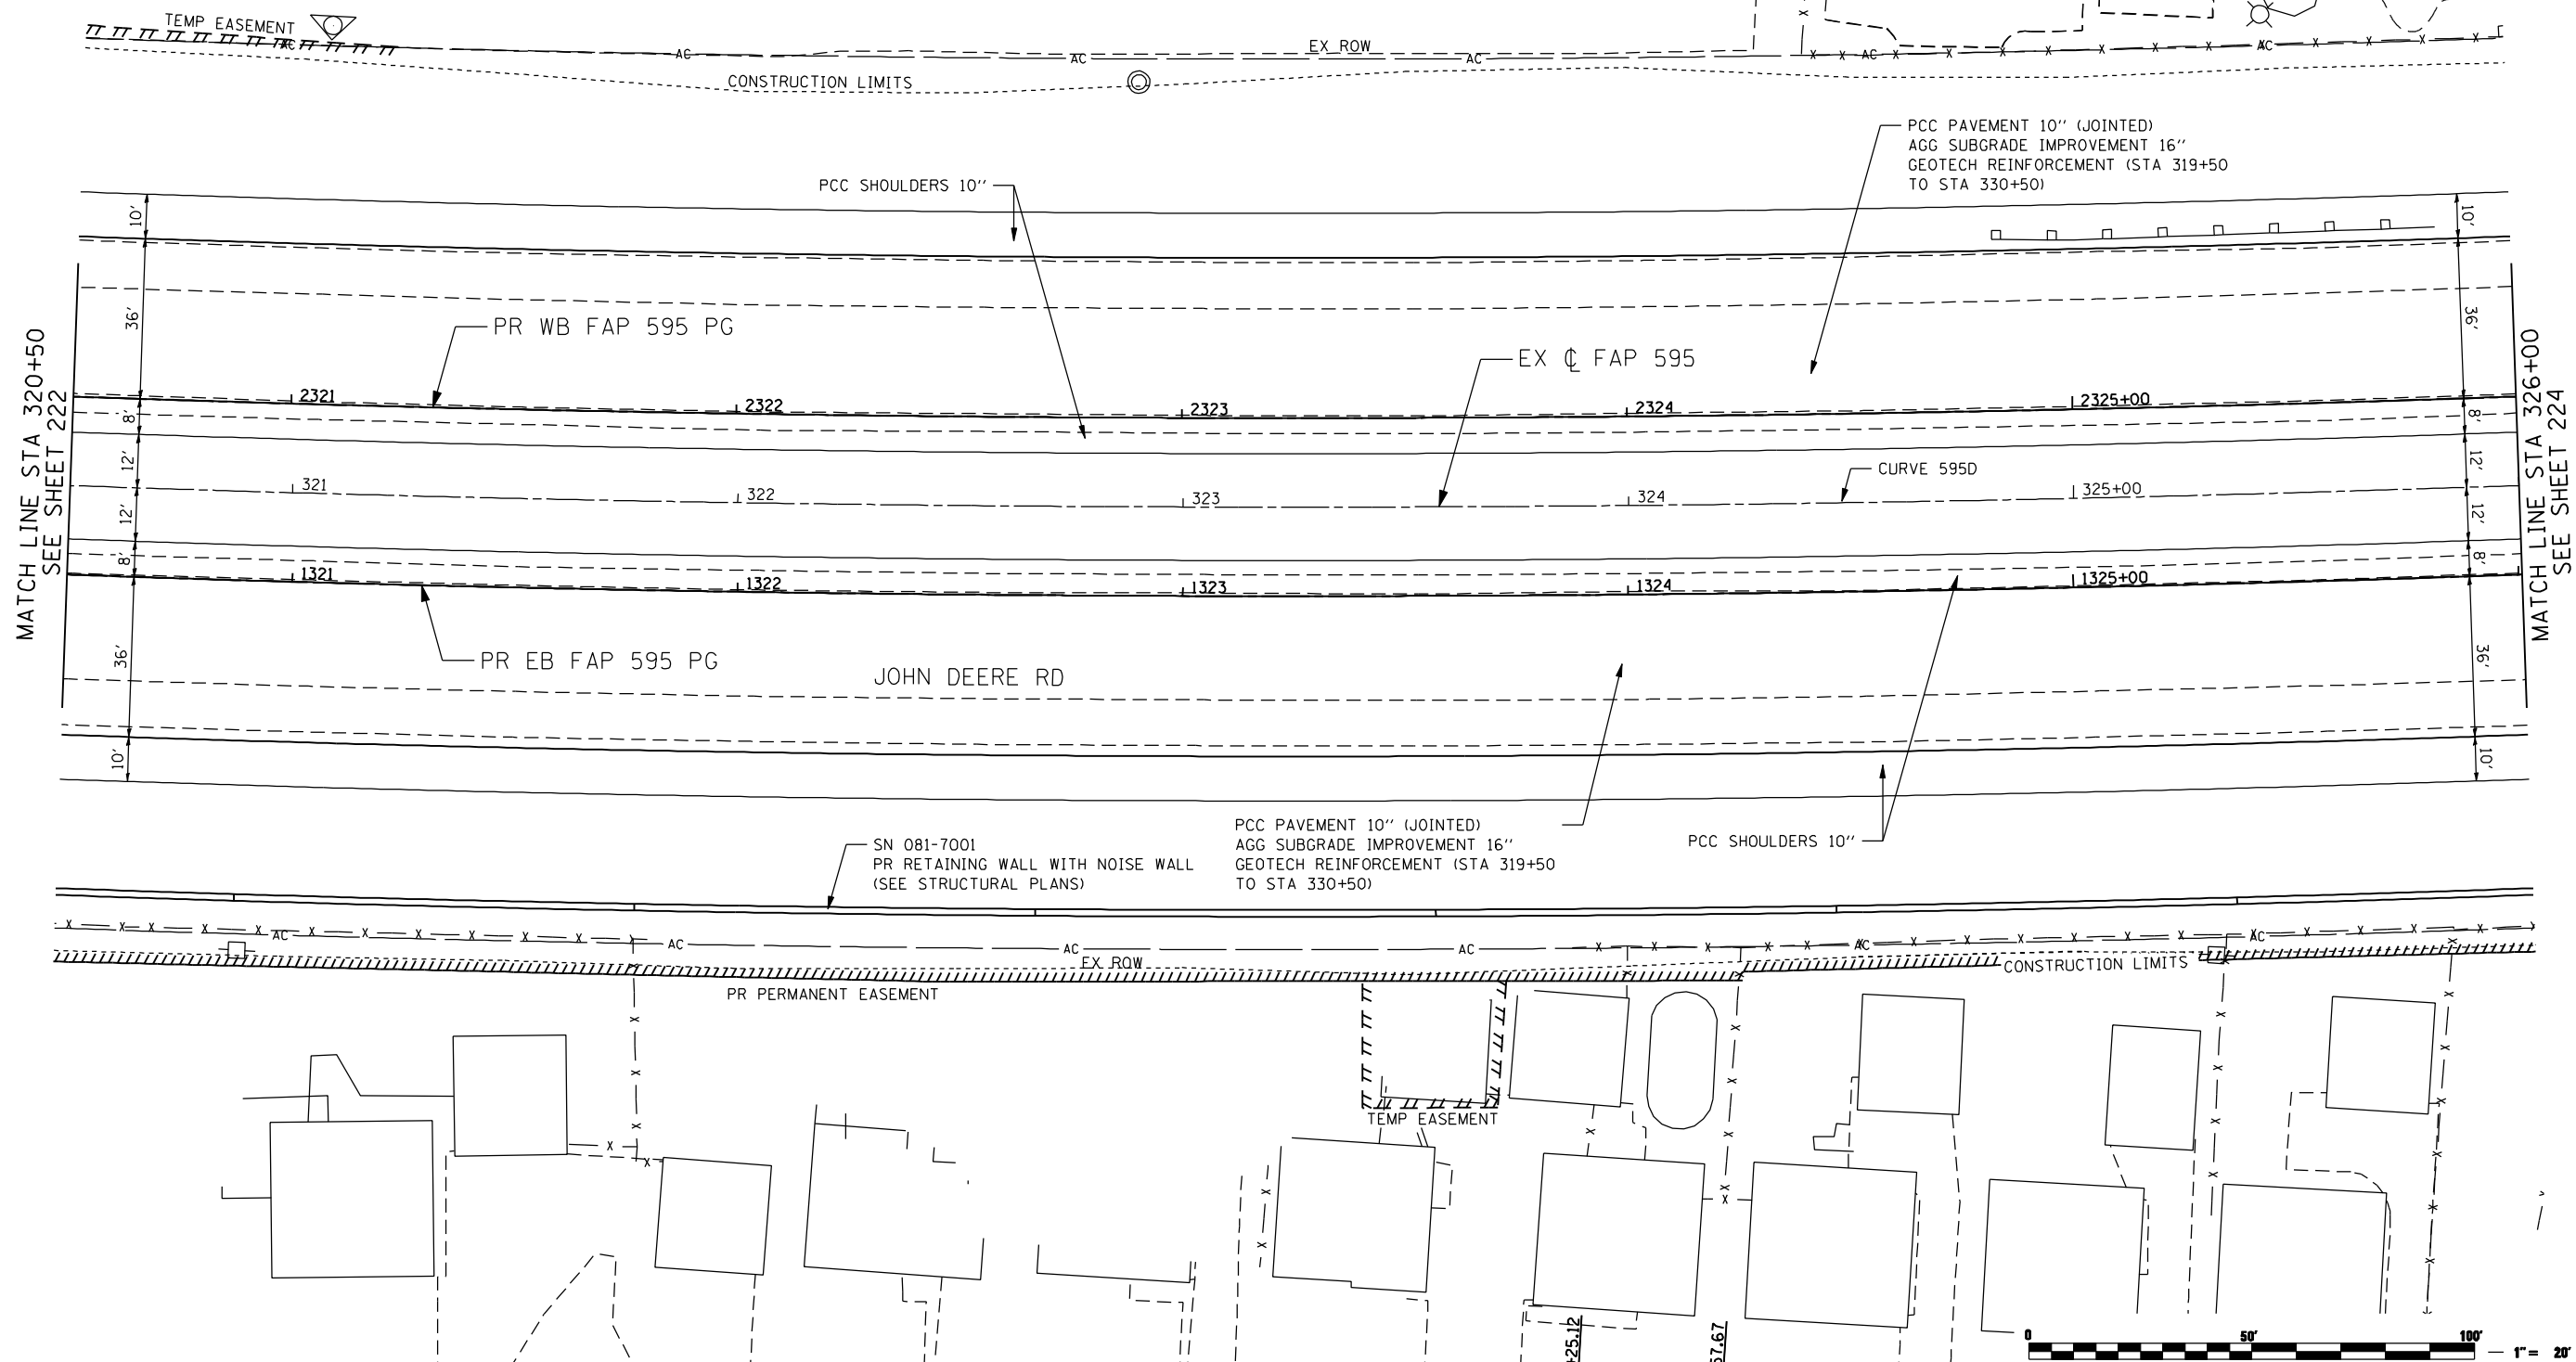 TEMP EASEMENT
AC
AC
AC
EX ROW
AC
AC
AC
CONSTRUCTION LIMITS
PCC PAVEMENT 10'' (JOINTED)
AGG SUBGRADE IMPROVEMENT 16''
GEOTECH REINFORCEMENT (STA 319+50
TO STA 330+50)
PCC SHOULDERS 10''
10'
10'
36'
36'
PR WB FAP 595 PG
EX ℄ FAP 595
MATCH LINE STA 320+50
SEE SHEET 222
MATCH LINE STA 326+00
SEE SHEET 224
2321
2322
2323
2324
2325+00
8'
8'
12'
12'
CURVE 595D
321
322
323
324
325+00
12'
12'
8'
8'
1321
1322
1323
1324
1325+00
36'
36'
PR EB FAP 595 PG
JOHN DEERE RD
10'
10'
SN 081-7001
PR RETAINING WALL WITH NOISE WALL
(SEE STRUCTURAL PLANS)
PCC PAVEMENT 10'' (JOINTED)
AGG SUBGRADE IMPROVEMENT 16''
GEOTECH REINFORCEMENT (STA 319+50
TO STA 330+50)
PCC SHOULDERS 10''
AC
AC
AC
AC
AC
AC
EX ROW
CONSTRUCTION LIMITS
PR PERMANENT EASEMENT
TEMP EASEMENT
+25.12
57.67
0 50' 100'
1" = 20'